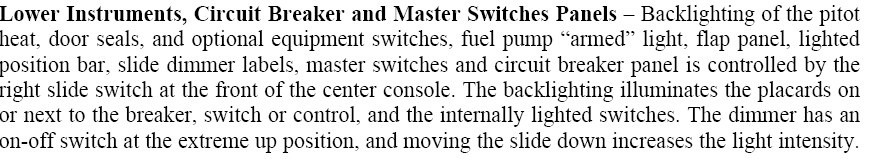 Lower Instruments, Circuit Breaker and Master Switches Panels – Backlighting of the pitot
heat, door seals, and optional equipment switches, fuel pump “armed” light, flap panel, lighted
position bar, slide dimmer labels, master switches and circuit breaker panel is controlled by the
right slide switch at the front of the center console. The backlighting illuminates the placards on
or next to the breaker, switch or control, and the internally lighted switches. The dimmer has an
on-off switch at the extreme up position, and moving the slide down increases the light intensity.